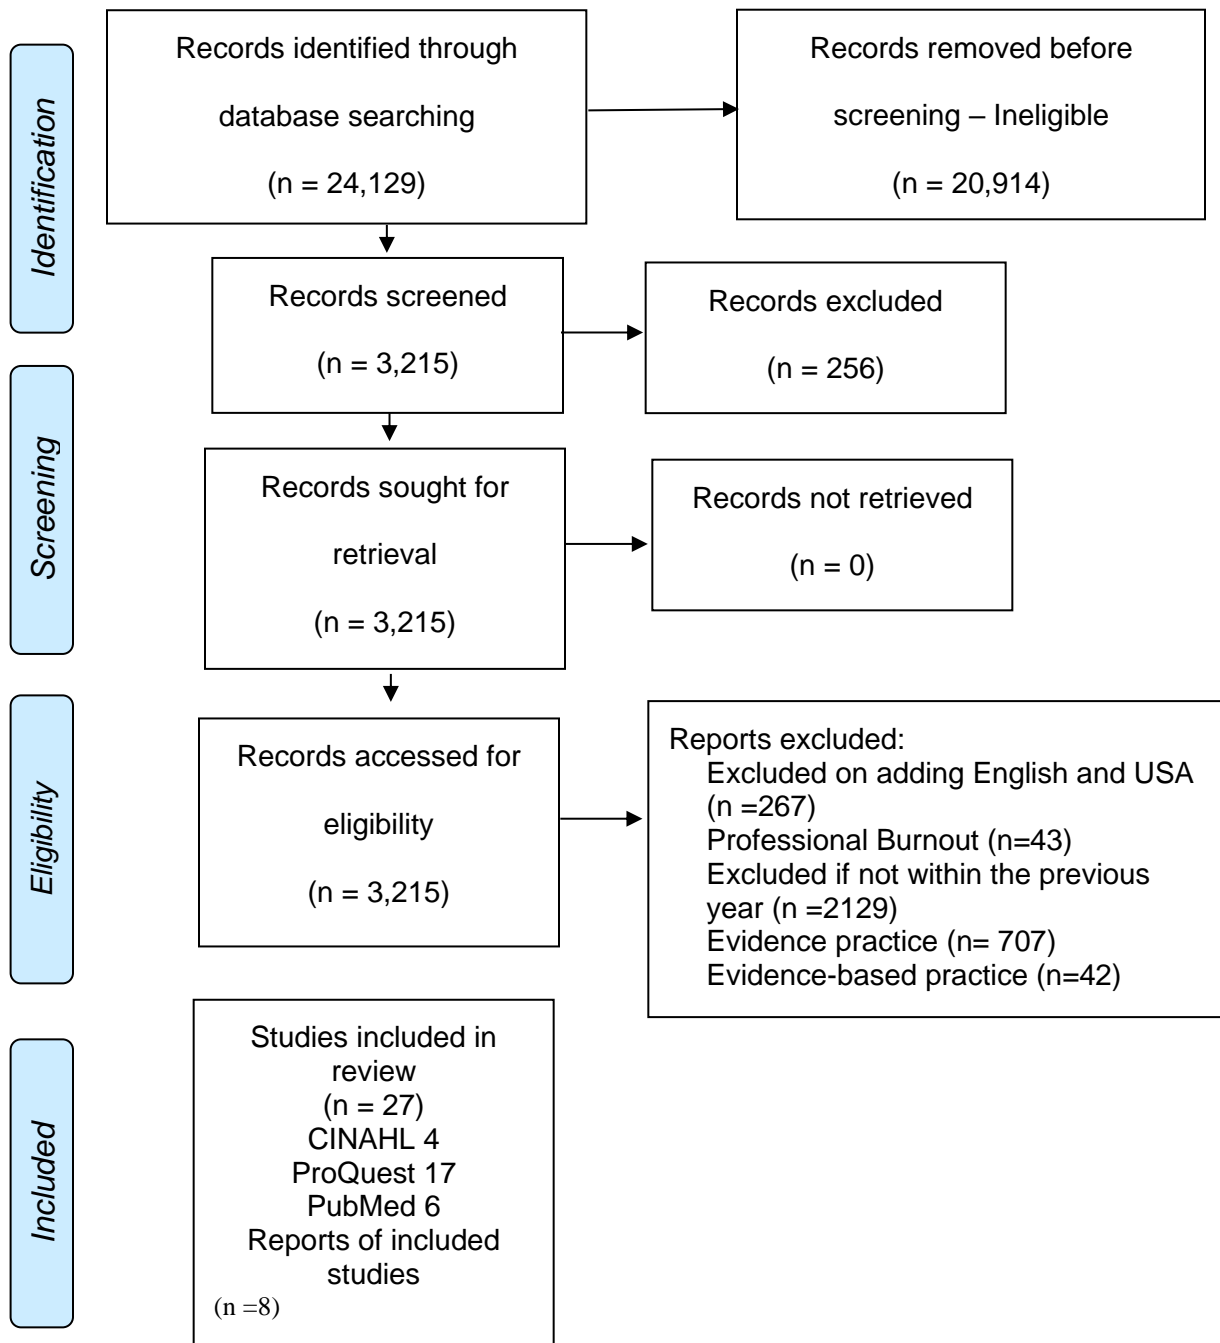 Identification
Records identified through
database searching
(n = 24,129)
Records removed before
screening – Ineligible
(n = 20,914)
Records screened
(n = 3,215)
Records excluded
(n = 256)
Screening
Records sought for
retrieval
(n = 3,215)
Records not retrieved
(n = 0)
Eligibility
Records accessed for
eligibility
(n = 3,215)
Reports excluded:
Excluded on adding English and USA
(n =267)
Professional Burnout (n=43)
Excluded if not within the previous
year (n =2129)
Evidence practice (n= 707)
Evidence-based practice (n=42)
Included
Studies included in
review
(n = 27)
CINAHL 4
ProQuest 17
PubMed 6
Reports of included
studies
(n =8)